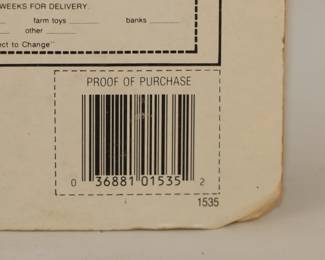 WEEKS FOR DELIVERY.
farm toys banks
other
ect to Change"
PROOF OF PURCHASE
0 36881 01535 2
1535